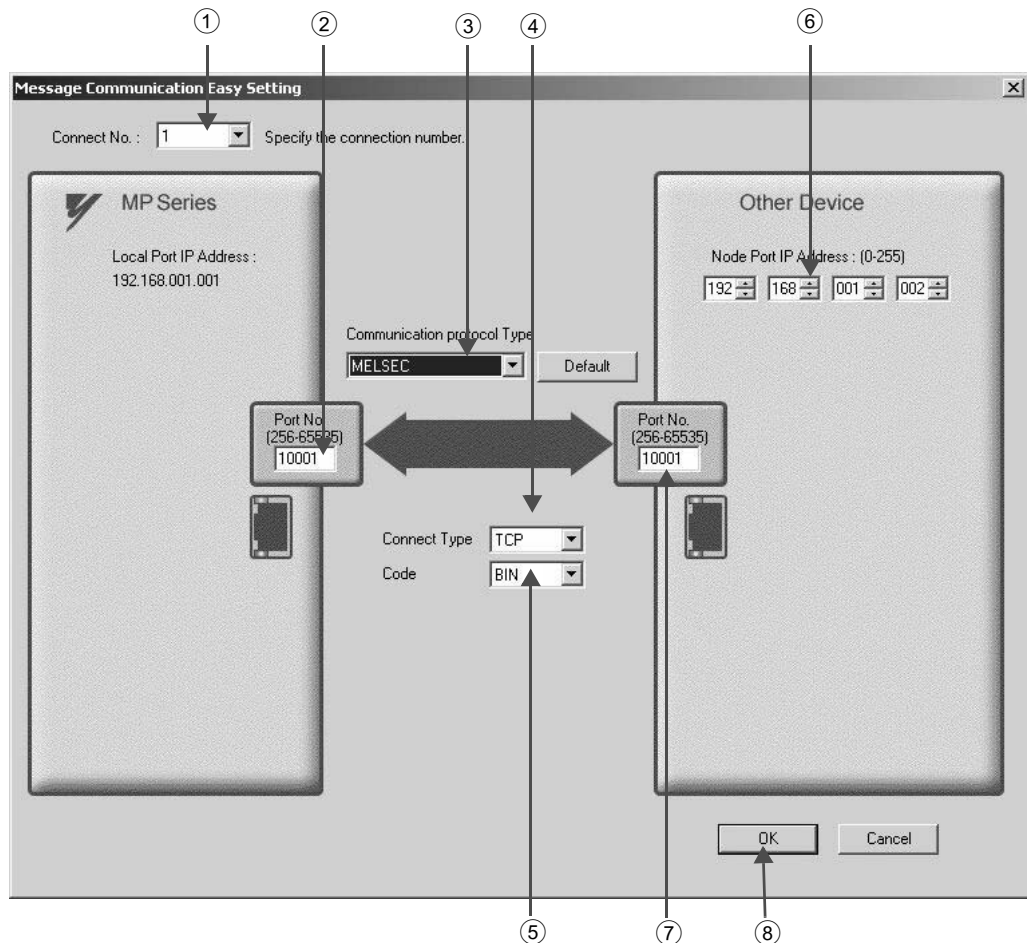 ① ② ③ ④ ⑥
Message Communication Easy Setting
Connect No. : 1 Specify the connection number.
MP Series
Local Port IP Address :
192.168.001.001
Other Device
Node Port IP Address : (0-255)
192 168 001 002
Communication protocol Type
MELSEC Default
Port No.
(256-65535)
10001
Port No.
(256-65535)
10001
Connect Type TCP
Code BIN
OK Cancel
⑤ ⑦ ⑧